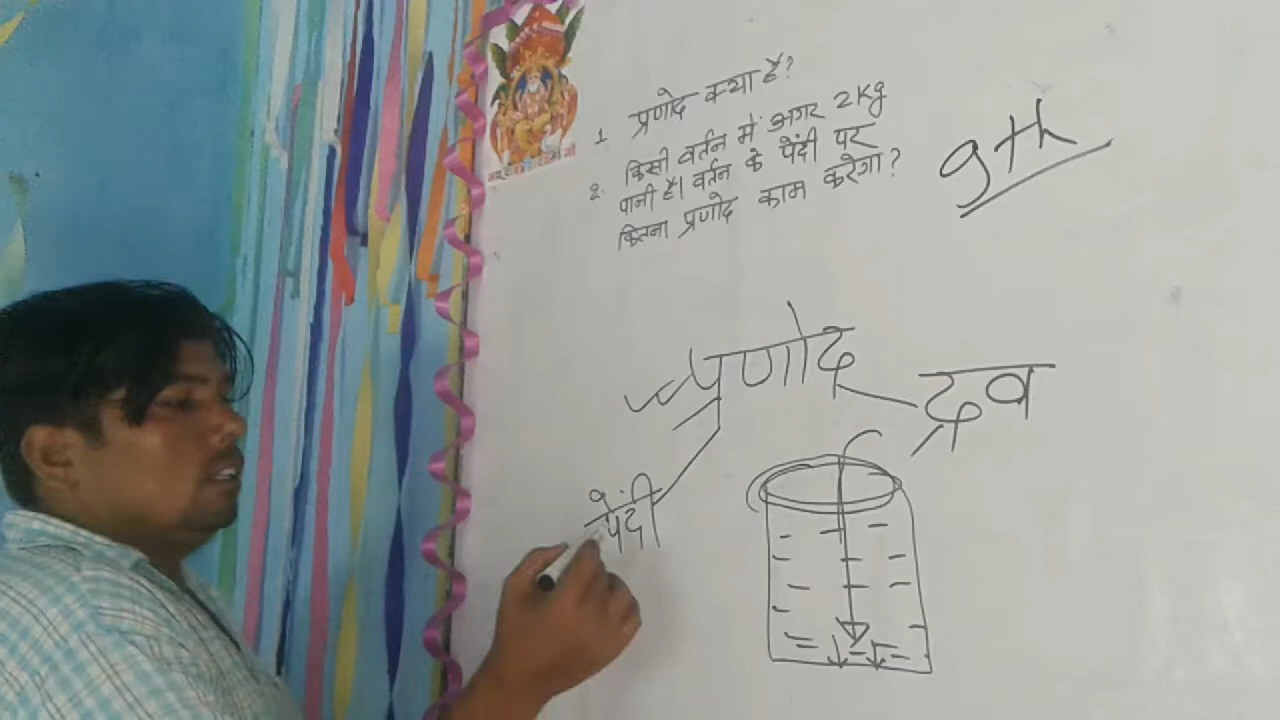 1 प्रणोद क्या है?
2. किसी वर्तन में अगर 2Kg
पानी है। वर्तन के पेंदी पर
कितना प्रणोद काम करेगा?
9th
प्रणोद
द्रव
पेंदी